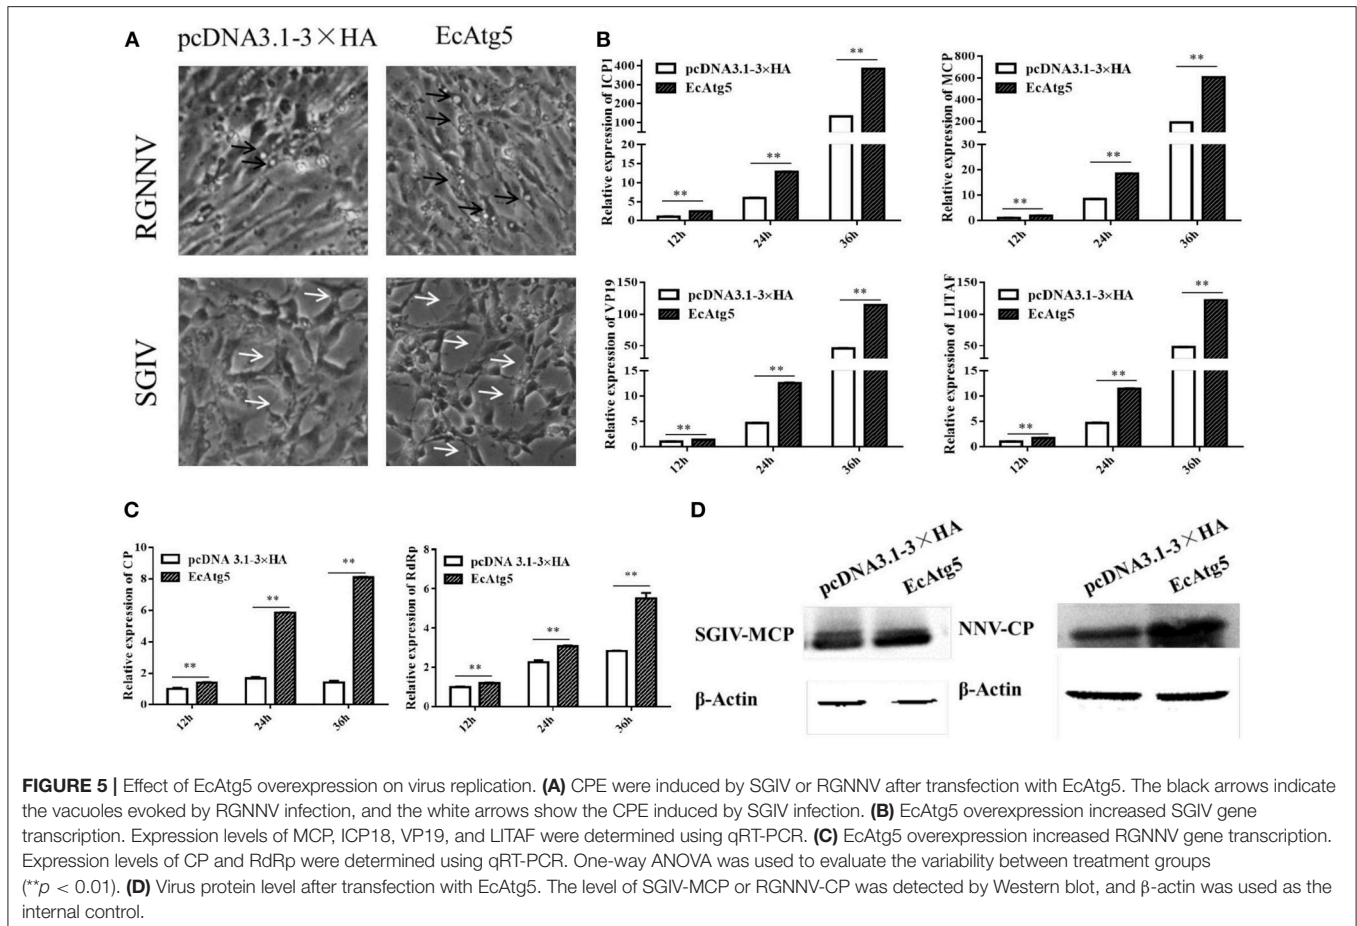 A
pcDNA3.1-3×HA
EcAtg5
RGNNV
SGIV
B
Relative expression of ICP1
400
300
200
100
20
15
10
5
0
pcDNA3.1-3×HA
EcAtg5
**
**
**
12h
24h
36h
Relative expression of MCP
800
600
400
200
30
20
10
0
pcDNA3.1-3×HA
EcAtg5
**
**
**
12h
24h
36h
Relative expression of VP19
150
100
50
15
10
5
0
pcDNA3.1-3×HA
EcAtg5
**
**
**
12h
24h
36h
Relative expression of LITAF
150
100
50
15
10
5
0
pcDNA3.1-3×HA
EcAtg5
**
**
**
12h
24h
36h
C
Relative expression of CP
10
8
6
4
2
0
pcDNA 3.1-3×HA
EcAtg5
**
**
**
12h
24h
36h
Relative expression of RdRp
8
6
4
2
0
pcDNA 3.1-3×HA
EcAtg5
**
**
**
12h
24h
36h
D
pcDNA3.1-3×HA
EcAtg5
SGIV-MCP
β-Actin
pcDNA3.1-3×HA
EcAtg5
NNV-CP
β-Actin
FIGURE 5 | Effect of EcAtg5 overexpression on virus replication. (A) CPE were induced by SGIV or RGNNV after transfection with EcAtg5. The black arrows indicate
the vacuoles evoked by RGNNV infection, and the white arrows show the CPE induced by SGIV infection. (B) EcAtg5 overexpression increased SGIV gene
transcription. Expression levels of MCP, ICP18, VP19, and LITAF were determined using qRT-PCR. (C) EcAtg5 overexpression increased RGNNV gene transcription.
Expression levels of CP and RdRp were determined using qRT-PCR. One-way ANOVA was used to evaluate the variability between treatment groups
(**p < 0.01). (D) Virus protein level after transfection with EcAtg5. The level of SGIV-MCP or RGNNV-CP was detected by Western blot, and β-actin was used as the
internal control.